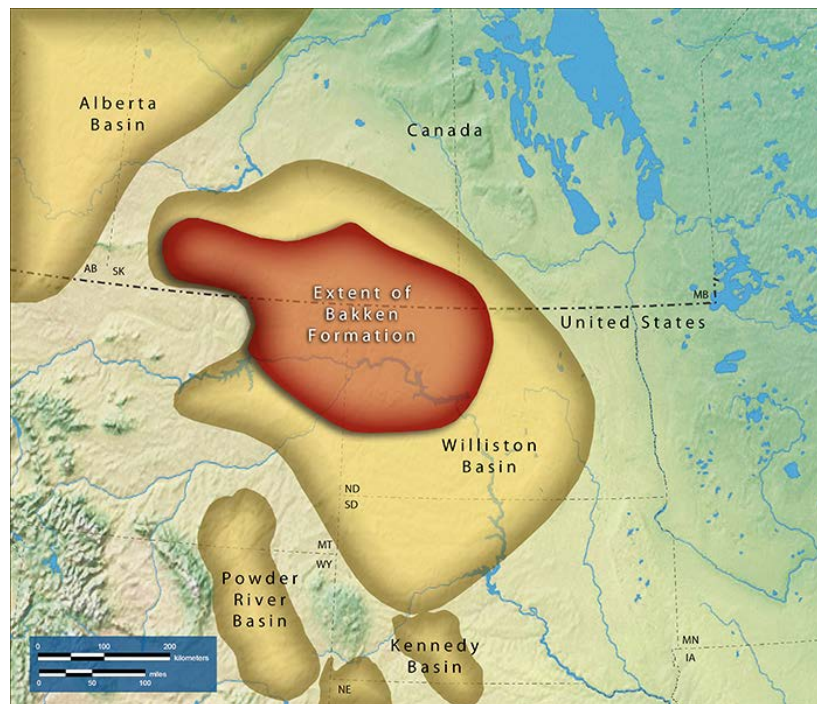 Alberta
Basin
Canada
AB
SK
MB
Extent of
Bakken
Formation
United States
Williston
Basin
ND
SD
MT
WY
Powder
River
Basin
Kennedy
Basin
MN
IA
NE
0 100 200
kilometers
miles
0 50 100